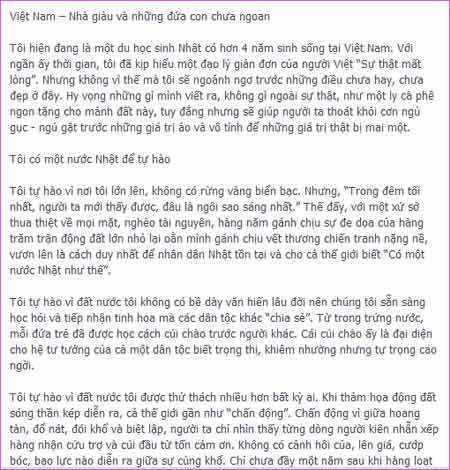 Việt Nam – Nhà giàu và những đứa con chưa ngoan
Tôi hiện đang là một du học sinh Nhật có hơn 4 năm sinh sống tại Việt Nam. Với
ngần ấy thời gian, tôi đã kịp hiểu một đạo lý giản đơn của người Việt “Sự thật mất
lòng”. Nhưng không vì thế mà tôi sẽ ngoảnh ngơ trước những điều chưa hay, chưa
đẹp ở đây. Hy vọng những gì mình viết ra, không gì ngoài sự thật, như một ly cà phê
ngon tặng cho mảnh đất này, tuy đắng nhưng sẽ giúp người ta thoát khỏi cơn ngủ
gục - ngủ gật trước những giá trị ảo và vô tình để những giá trị thật bị mai một.
Tôi có một nước Nhật để tự hào
Tôi tự hào vì nơi tôi lớn lên, không có rừng vàng biển bạc. Nhưng, “Trong đêm tối
nhất, người ta mới thấy được, đâu là ngôi sao sáng nhất.” Thế đấy, với một xứ sở
thua thiệt về mọi mặt, nghèo tài nguyên, hàng năm gánh chịu sự đe dọa của hàng
trăm trận động đất lớn nhỏ lại oằn mình gánh chịu vết thương chiến tranh nặng nề,
vươn lên là cách duy nhất để nhân dân Nhật tồn tại và cho cả thế giới biết “Có một
nước Nhật như thế”.
Tôi tự hào vì đất nước tôi không có bề dày văn hiến lâu đời nên chúng tôi sẵn sàng
học hỏi và tiếp nhận tinh hoa mà các dân tộc khác “chia sẻ”. Từ trong trứng nước,
mỗi đứa trẻ đã được học cách cúi chào trước người khác. Cái cúi chào ấy là đại diện
cho hệ tư tưởng của cả một dân tộc biết trọng thị, khiêm nhường nhưng tự trọng cao
ngời.
Tôi tự hào vì đất nước tôi được thử thách nhiều hơn bất kỳ ai. Khi thảm họa động đất
sóng thần kép diễn ra, cả thế giới gần như “chấn động”. Chấn động vì giữa hoang
tàn, đổ nát, đói khổ và biệt lập, người ta chỉ nhìn thấy từng dòng người kiên nhẫn xếp
hàng nhận cứu trợ và cúi đầu từ tốn cảm ơn. Không có cảnh hôi của, lên giá, cướp
bóc, bạo lực nào diễn ra giữa sự cùng khổ. Chỉ chưa đầy một năm sau khi hàng loạt